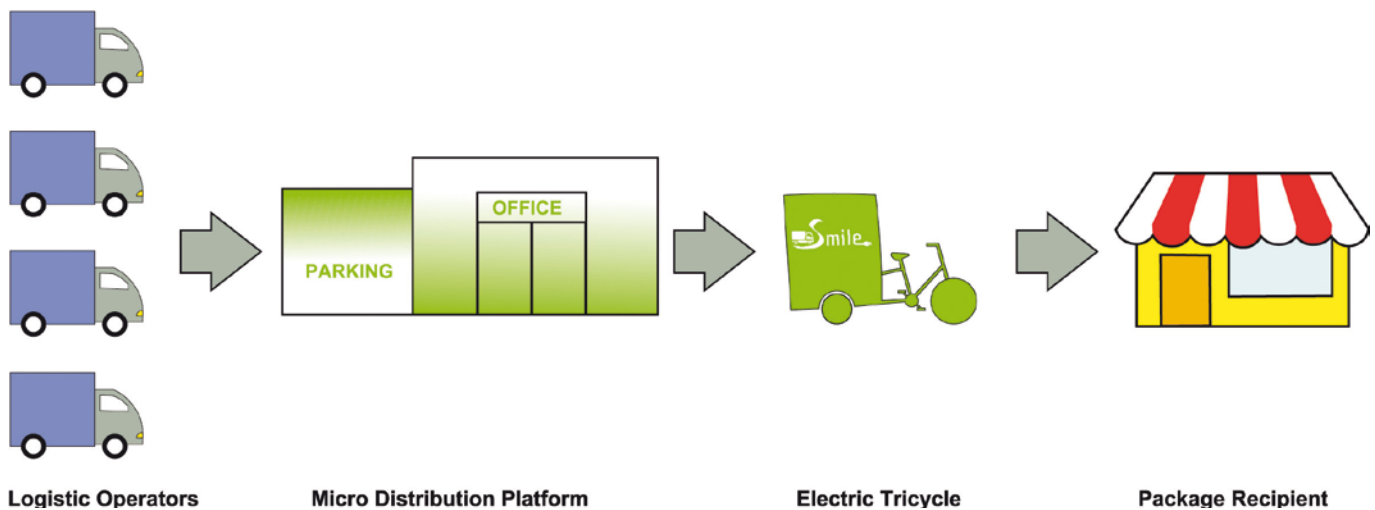 OFFICE
PARKING
Smile
Logistic Operators
Micro Distribution Platform
Electric Tricycle
Package Recipient